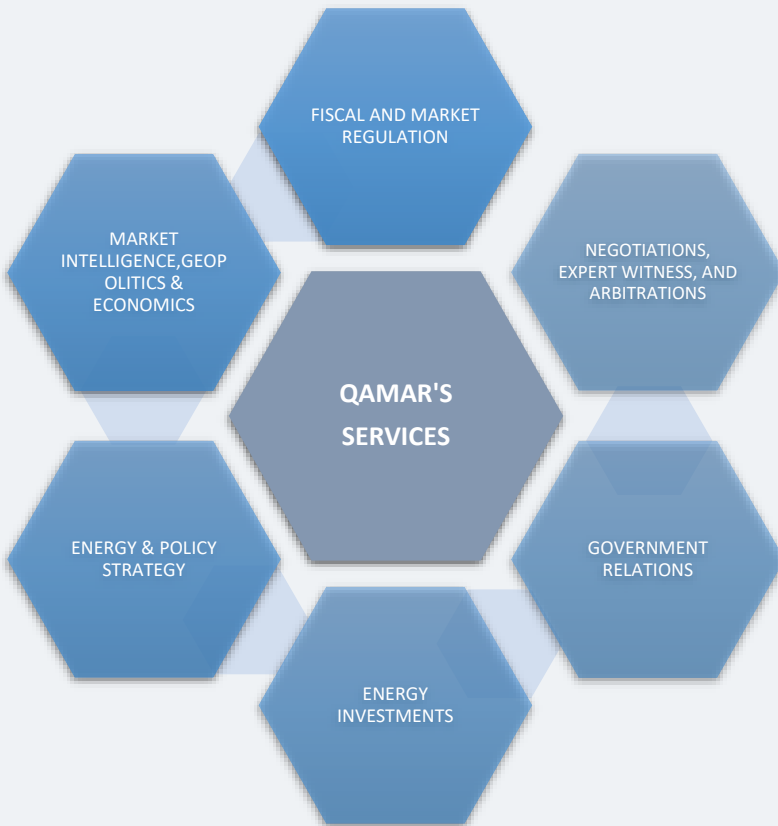 FISCAL AND MARKET
REGULATION
NEGOTIATIONS,
EXPERT WITNESS, AND
ARBITRATIONS
MARKET
INTELLIGENCE,GEOP
OLITICS &
ECONOMICS
QAMAR'S
SERVICES
ENERGY & POLICY
STRATEGY
GOVERNMENT
RELATIONS
ENERGY
INVESTMENTS